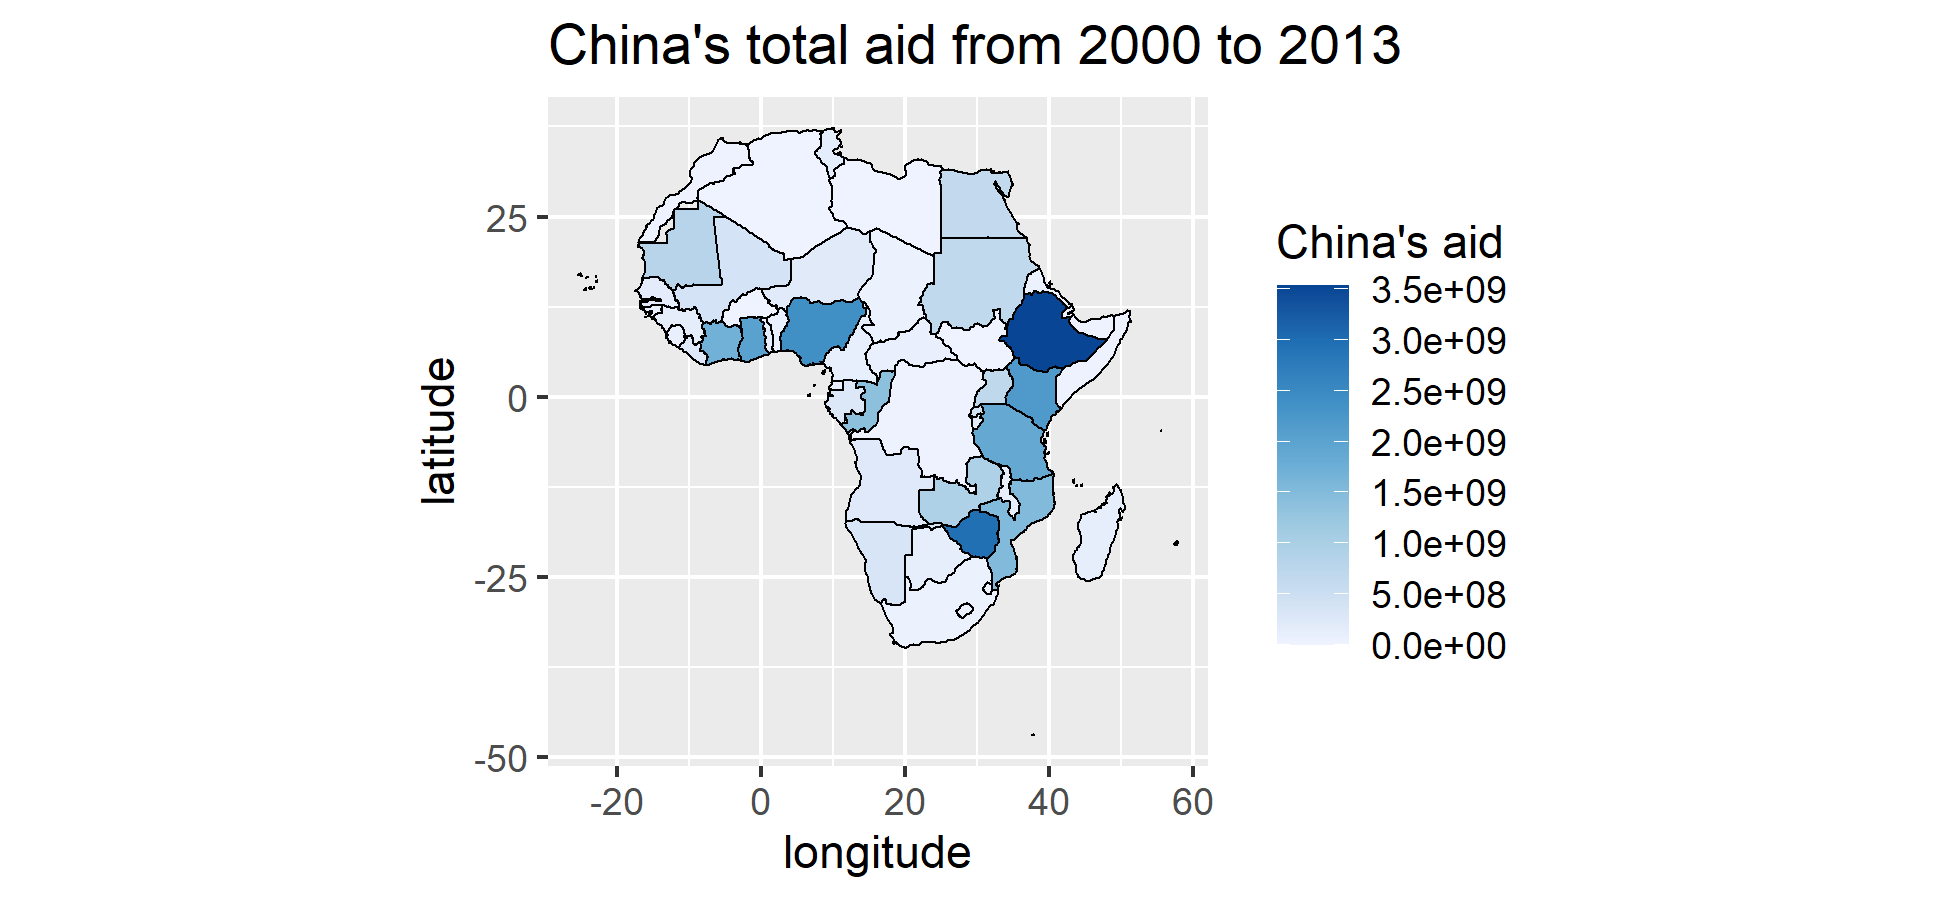 China's total aid from 2000 to 2013
25
0
-25
-50
latitude
-20 0 20 40 60
longitude
China's aid
3.5e+09
3.0e+09
2.5e+09
2.0e+09
1.5e+09
1.0e+09
5.0e+08
0.0e+00